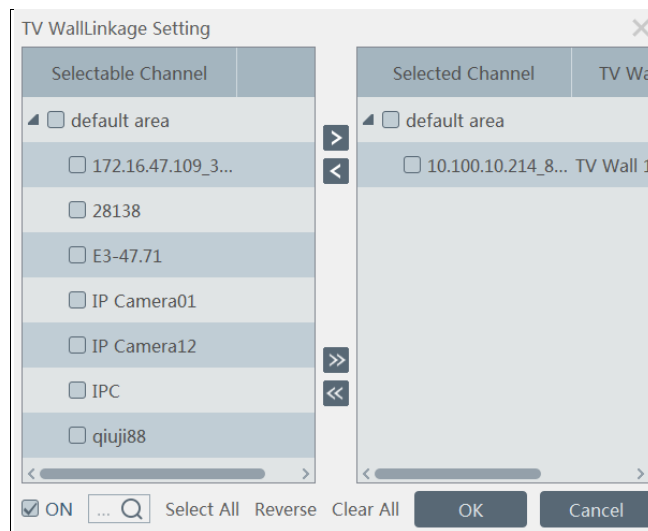 TV WallLinkage Setting
Selectable Channel
default area
172.16.47.109_3...
28138
E3-47.71
IP Camera01
IP Camera12
IPC
qiuji88
Selected Channel TV Wa
default area
10.100.10.214_8... TV Wall 1
ON ... Select All Reverse Clear All OK Cancel